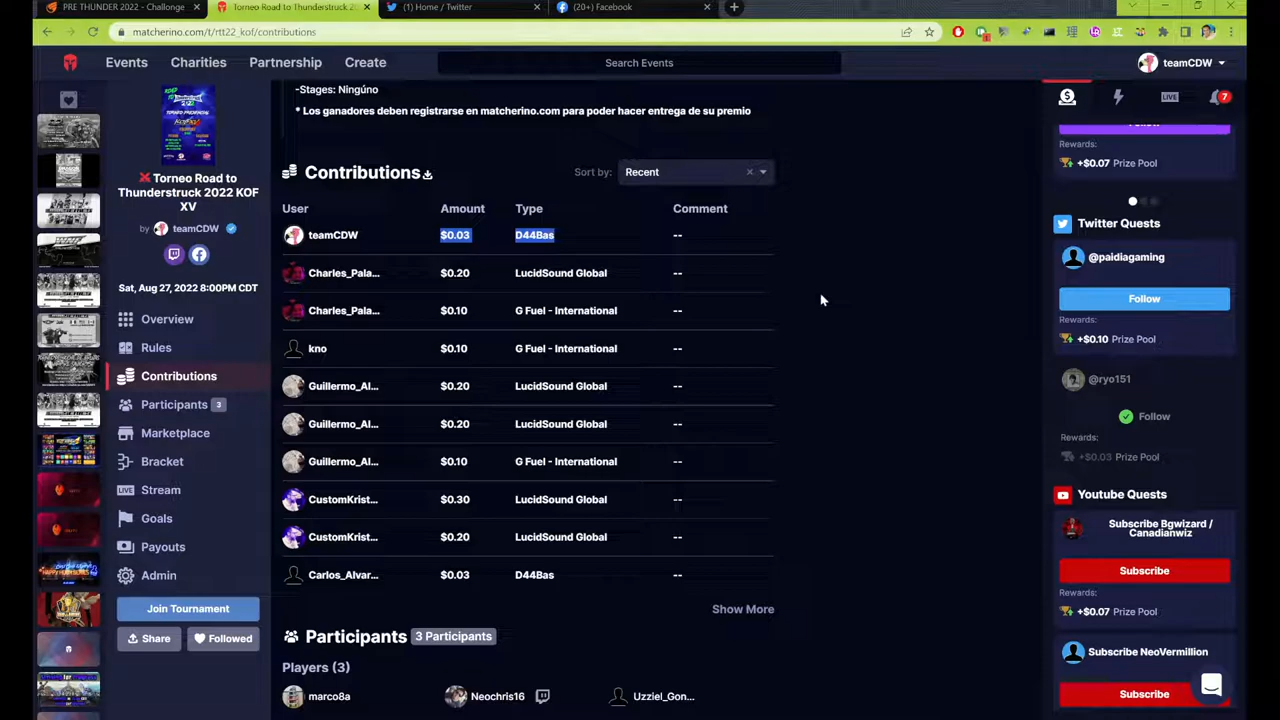 PRE THUNDER 2022 - Challonge
Torneo Road to Thunderstruck 2
(1) Home / Twitter
(20+) Facebook
matcherino.com/t/rtt22_kof/contributions
Events
Charities
Partnership
Create
Search Events
teamCDW
Torneo Road to
Thunderstruck 2022 KOF
XV
by teamCDW
Sat, Aug 27, 2022 8:00PM CDT
Overview
Rules
Contributions
Participants 3
Marketplace
Bracket
LIVE Stream
Goals
Payouts
Admin
Join Tournament
Share
Followed
-Stages: Ningúno
* Los ganadores deben registrarse en matcherino.com para poder hacer entrega de su premio
Contributions
Sort by: Recent
User Amount Type Comment
teamCDW $0.03 D44Bas --
Charles_Pala... $0.20 LucidSound Global --
Charles_Pala... $0.10 G Fuel - International --
kno $0.10 G Fuel - International --
Guillermo_Al... $0.20 LucidSound Global --
Guillermo_Al... $0.20 LucidSound Global --
Guillermo_Al... $0.10 G Fuel - International --
CustomKrist... $0.30 LucidSound Global --
CustomKrist... $0.20 LucidSound Global --
Carlos_Alvar... $0.03 D44Bas --
Show More
Participants 3 Participants
Players (3)
marco8a
Neochris16
Uzziel_Gon...
LIVE
7
Rewards:
+$0.07 Prize Pool
Twitter Quests
@paidiagaming
Follow
Rewards:
+$0.10 Prize Pool
@ryo151
Follow
Rewards:
+$0.03 Prize Pool
Youtube Quests
Subscribe Bgwizard /
Canadianwiz
Subscribe
Rewards:
+$0.07 Prize Pool
Subscribe NeoVermillion
Subscribe